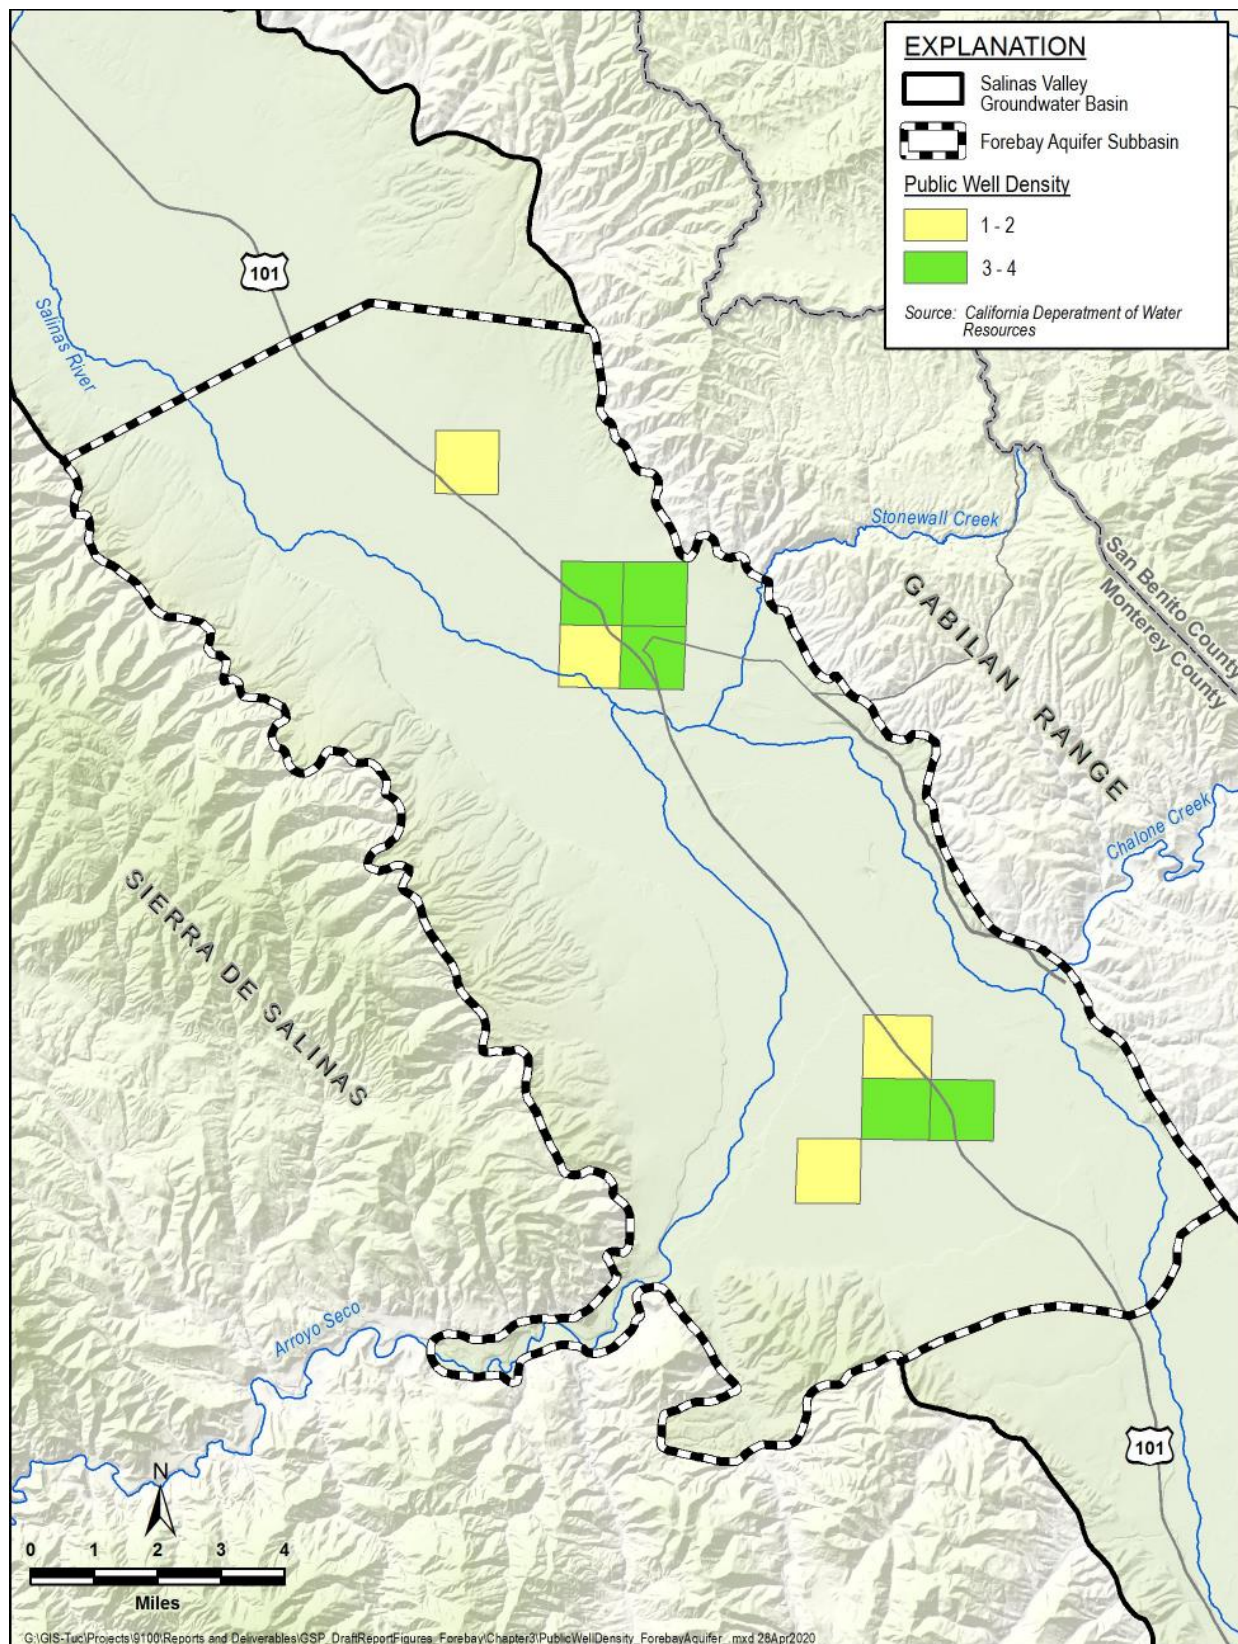 EXPLANATION
Salinas Valley
Groundwater Basin
Forebay Aquifer Subbasin
Public Well Density
1 - 2
3 - 4
Source: California Deperatment of Water
Resources
101
Salinas River
Stonewall Creek
San Benito County
Monterey County
GABILAN RANGE
Chalone Creek
SIERRA DE SALINAS
Arroyo Seco
101
N
0 1 2 3 4
Miles
G:\GIS-Tuc\Projects\9100\Reports and Deliverables\GSP_DraftReportFigures_Forebay\Chapter3\PublicWellDensity_ForebayAquifer_.mxd 28Apr2020